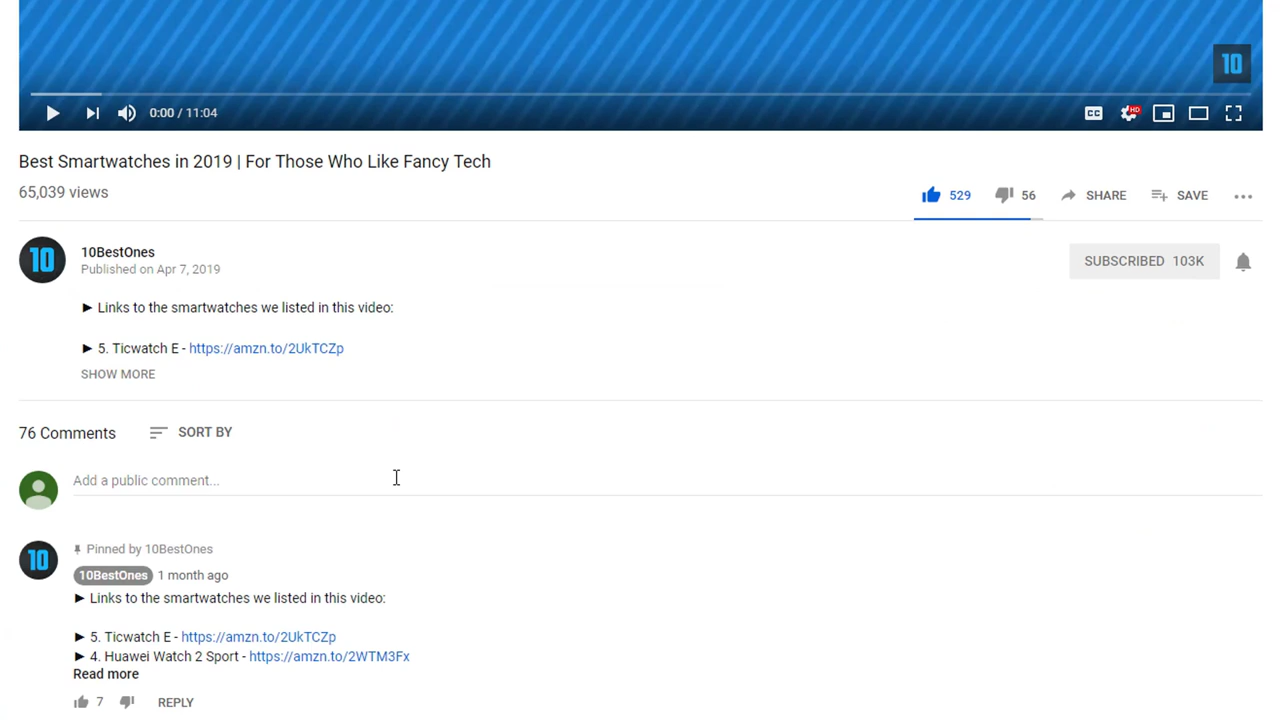 10
0:00 / 11:04
CC
HD
Best Smartwatches in 2019 | For Those Who Like Fancy Tech
65,039 views
529
56
SHARE
SAVE
10
10BestOnes
Published on Apr 7, 2019
SUBSCRIBED 103K
► Links to the smartwatches we listed in this video:
► 5. Ticwatch E - https://amzn.to/2UkTCZp
SHOW MORE
76 Comments
SORT BY
Add a public comment...
10
Pinned by 10BestOnes
10BestOnes 1 month ago
► Links to the smartwatches we listed in this video:
► 5. Ticwatch E - https://amzn.to/2UkTCZp
► 4. Huawei Watch 2 Sport - https://amzn.to/2WTM3Fx
Read more
7
REPLY